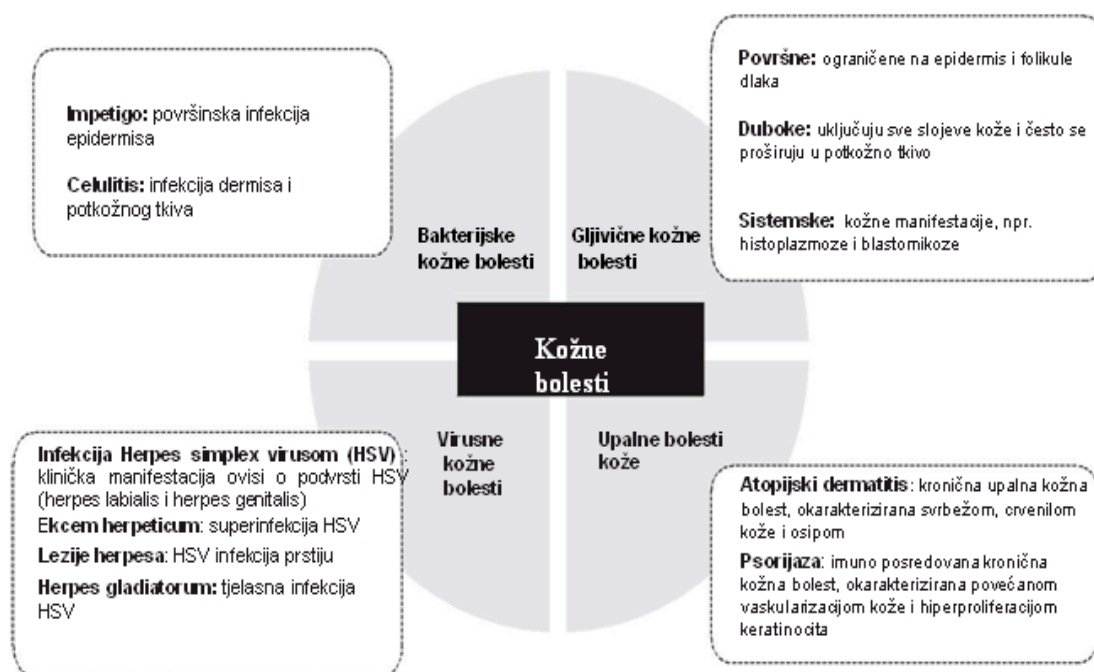 Impetigo: površinska infekcija
epidermisa
Celulitis: infekcija dermisa i
potkožnog tkiva
Površne: ograničene na epidermis i folikule
dlaka
Duboke: uključuju sve slojeve kože i često se
proširuju u potkožno tkivo
Sistemske: kožne manifestacije, npr.
histoplazmoze i blastomikoze
Bakterijske
kožne bolesti
Gljivične kožne
bolesti
Kožne
bolesti
Virusne
kožne
bolesti
Upalne bolesti
kože
Infekcija Herpes simplex virusom (HSV) :
klinička manifestacija ovisi o podvrsti HSV
(herpes labialis i herpes genitalis)
Ekcem herpeticum: superinfekcija HSV
Lezije herpesa: HSV infekcija prstiju
Herpes gladiatorum: tjelasna infekcija
HSV
Atopijski dermatitis: kronična upalna kožna
bolest, okarakterizirana svrbežom, crvenilom
kože i osipom
Psorijaza: imuno posredovana kronična
kožna bolest, okarakterizirana povećanom
vaskularizacijom kože i hiperproliferacijom
keratinocita